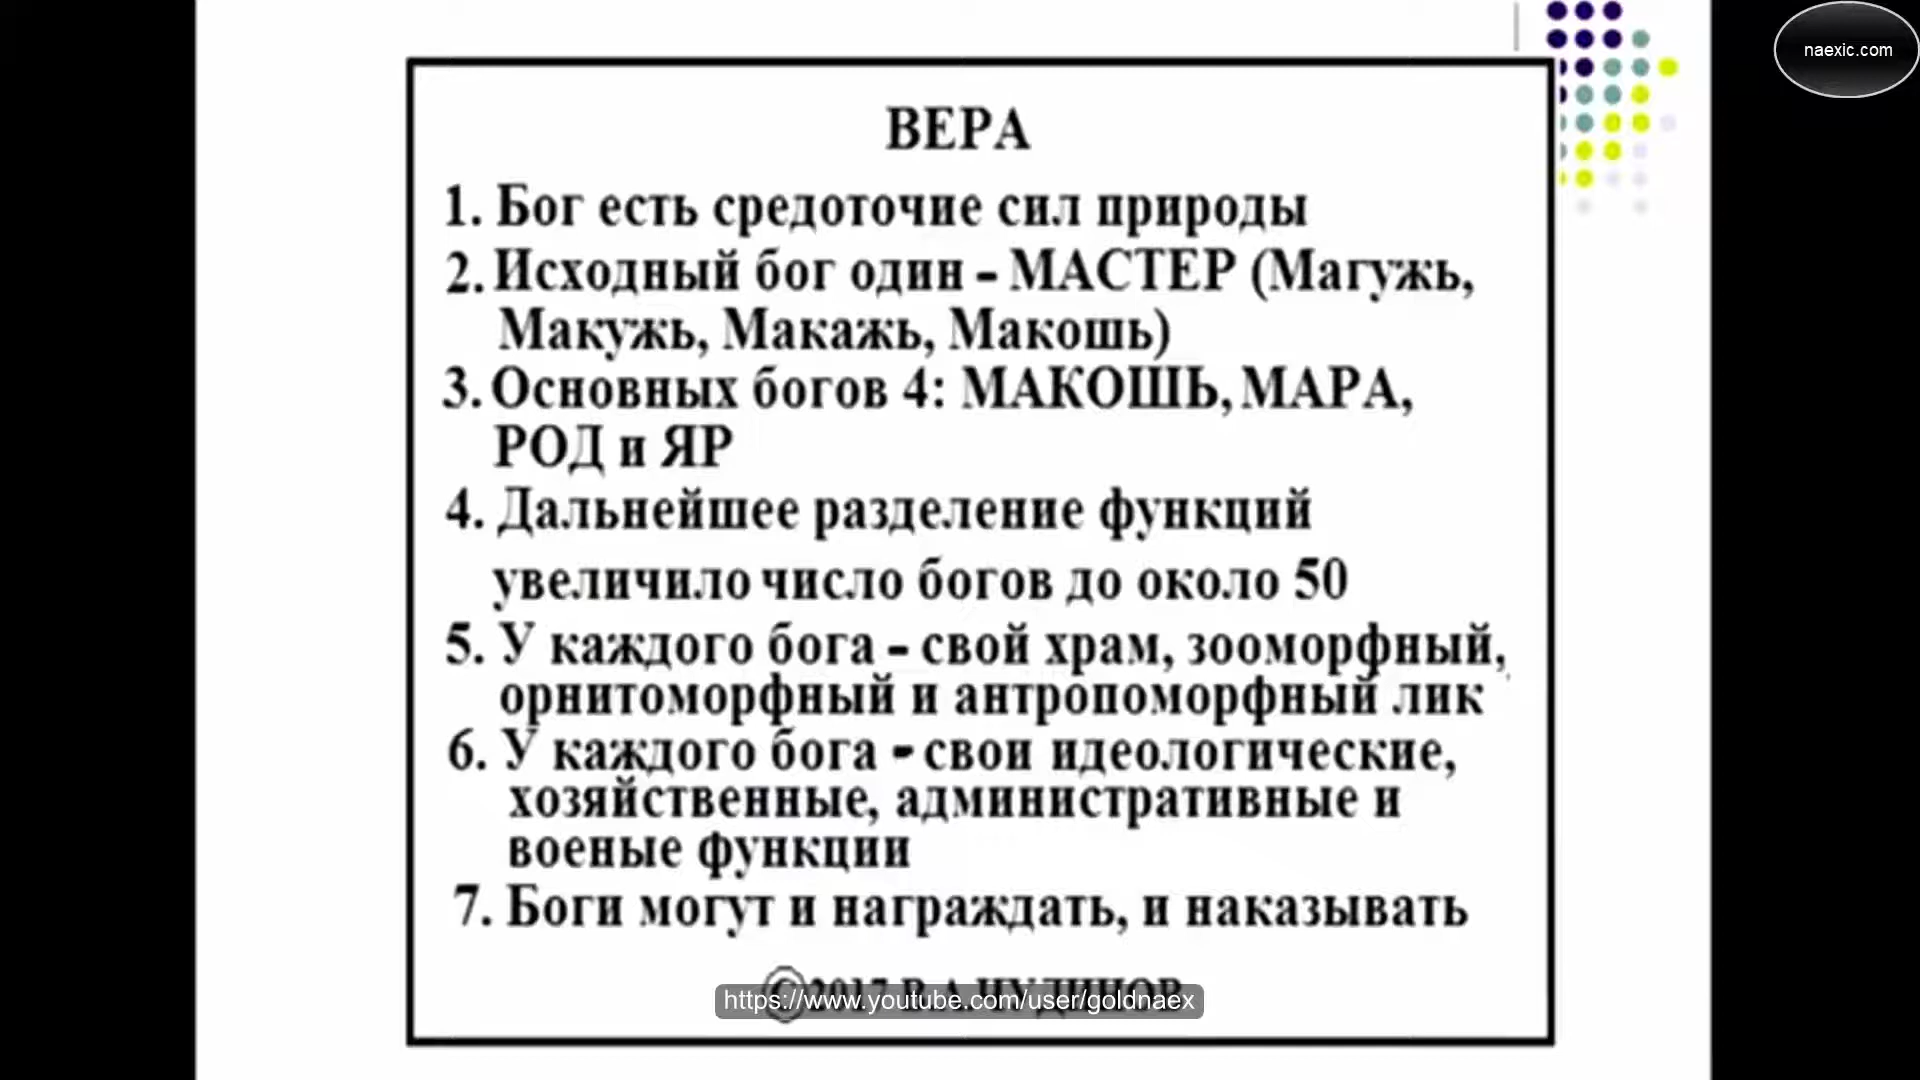 naexic.com
ВЕРА
1. Бог есть средоточие сил природы
2. Исходный бог один - МАСТЕР (Магужь,
Макужь, Макажь, Макошь)
3. Основных богов 4: МАКОШЬ, МАРА,
РОД и ЯР
4. Дальнейшее разделение функций
увеличило число богов до около 50
5. У каждого бога - свой храм, зооморфный,
орнитоморфный и антропоморфный лик
6. У каждого бога - свои идеологические,
хозяйственные, административные и
военые функции
7. Боги могут и награждать, и наказывать
©2017 В.А.ЧУДИНОВ
https://www.youtube.com/user/goldnaex